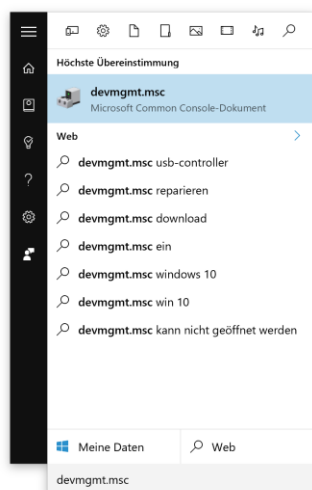 Höchste Übereinstimmung
devmgmt.msc
Microsoft Common Console-Dokument
Web
devmgmt.msc usb-controller
devmgmt.msc reparieren
devmgmt.msc download
devmgmt.msc ein
devmgmt.msc windows 10
devmgmt.msc win 10
devmgmt.msc kann nicht geöffnet werden
Meine Daten
Web
devmgmt.msc